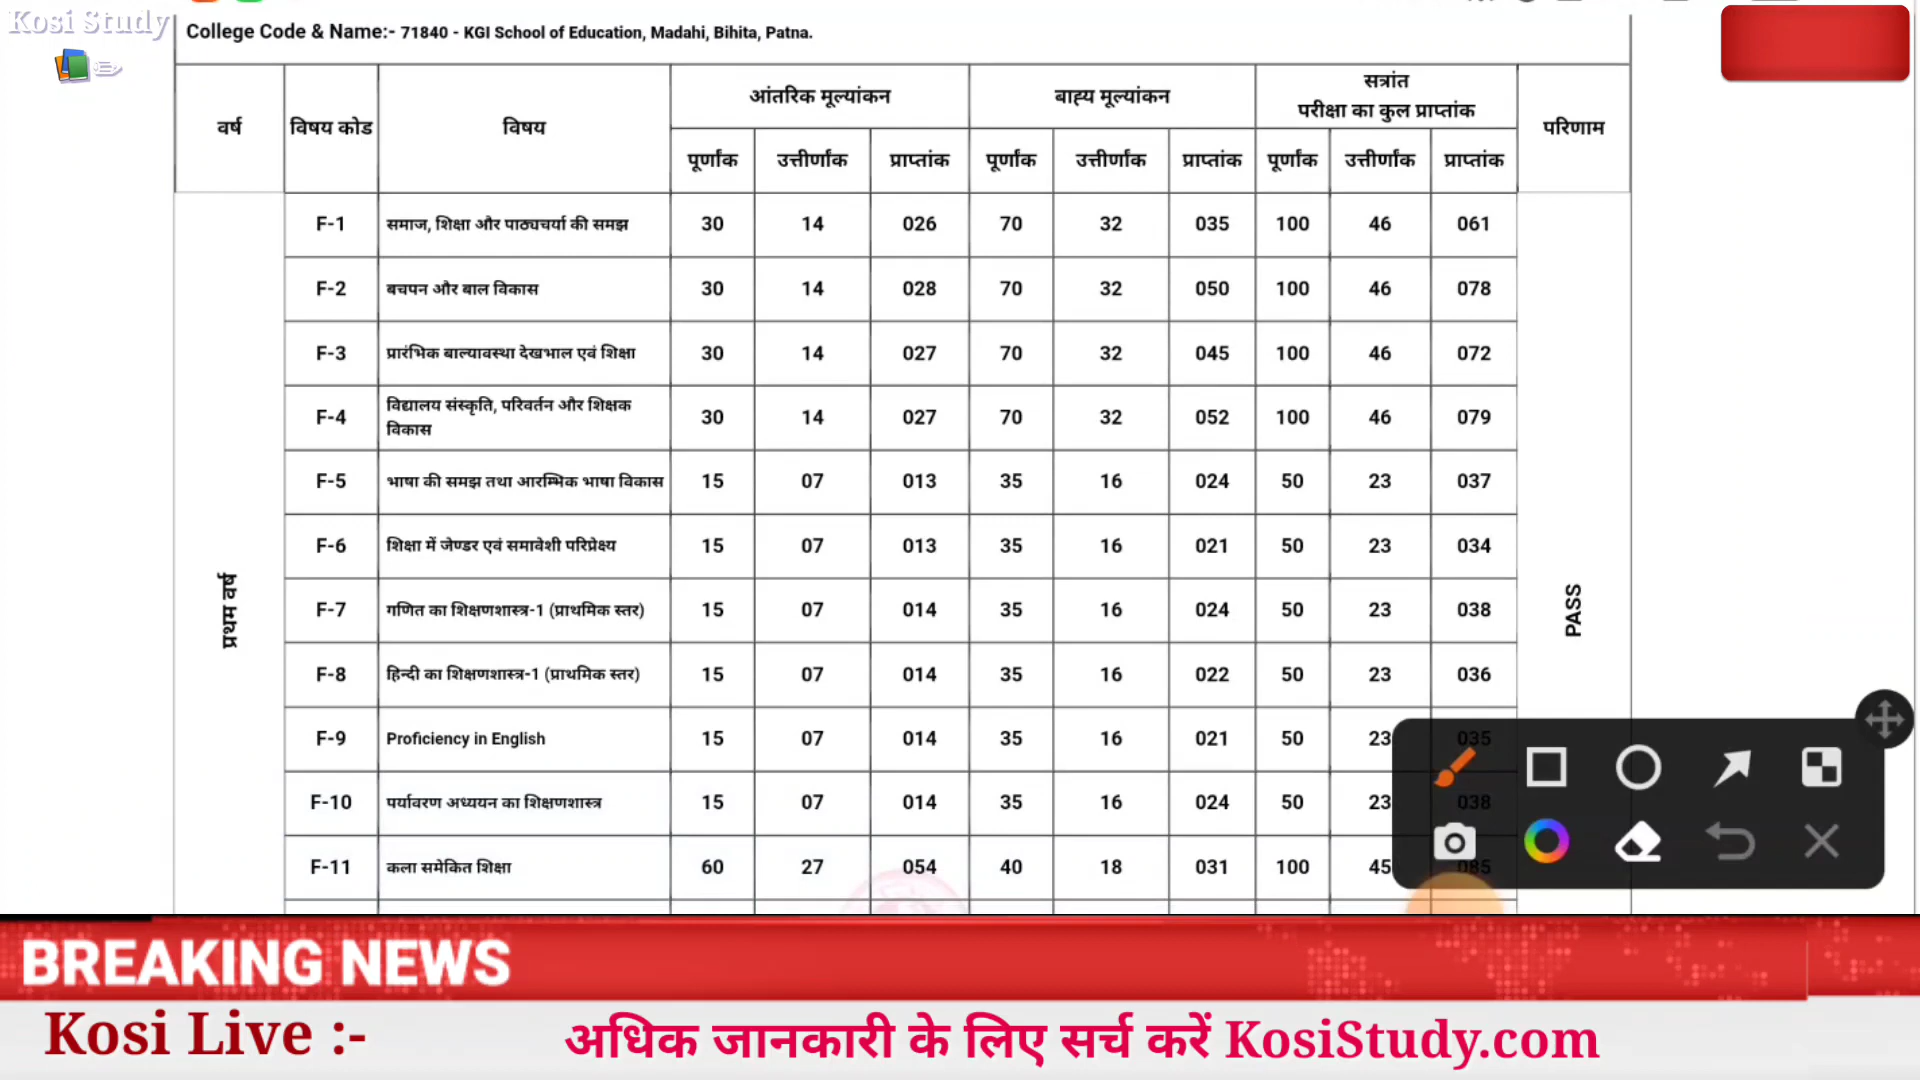 Kosi Study
College Code & Name:- 71840 - KGI School of Education, Madahi, Bihita, Patna.
वर्ष विषय कोड विषय आंतरिक मूल्यांकन बाह्य मूल्यांकन सत्रांत परीक्षा का कुल प्राप्तांक परिणाम
पूर्णांक उत्तीर्णांक प्राप्तांक पूर्णांक उत्तीर्णांक प्राप्तांक पूर्णांक उत्तीर्णांक प्राप्तांक
प्रथम वर्ष
F-1 समाज, शिक्षा और पाठ्यचर्या की समझ 30 14 026 70 32 035 100 46 061
F-2 बचपन और बाल विकास 30 14 028 70 32 050 100 46 078
F-3 प्रारंभिक बाल्यावस्था देखभाल एवं शिक्षा 30 14 027 70 32 045 100 46 072
F-4 विद्यालय संस्कृति, परिवर्तन और शिक्षक विकास 30 14 027 70 32 052 100 46 079
F-5 भाषा की समझ तथा आरम्भिक भाषा विकास 15 07 013 35 16 024 50 23 037
F-6 शिक्षा में जेण्डर एवं समावेशी परिप्रेक्ष्य 15 07 013 35 16 021 50 23 034
F-7 गणित का शिक्षणशास्त्र-1 (प्राथमिक स्तर) 15 07 014 35 16 024 50 23 038
F-8 हिन्दी का शिक्षणशास्त्र-1 (प्राथमिक स्तर) 15 07 014 35 16 022 50 23 036
F-9 Proficiency in English 15 07 014 35 16 021 50 23 035
F-10 पर्यावरण अध्ययन का शिक्षणशास्त्र 15 07 014 35 16 024 50 23 038
F-11 कला समेकित शिक्षा 60 27 054 40 18 031 100 45 085
PASS
BREAKING NEWS
Kosi Live :- अधिक जानकारी के लिए सर्च करें KosiStudy.com